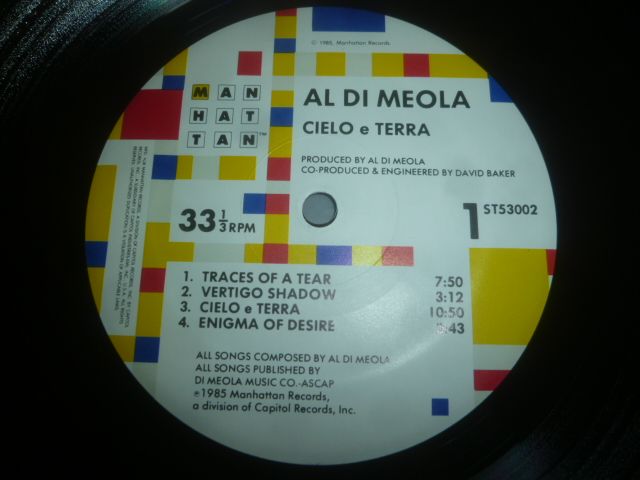 ℗ 1985, Manhattan Records.
MAN
HAT
TAN™
AL DI MEOLA
CIELO e TERRA
PRODUCED BY AL DI MEOLA
CO-PRODUCED & ENGINEERED BY DAVID BAKER
33 1/3 RPM
1 ST53002
1. TRACES OF A TEAR 7:50
2. VERTIGO SHADOW 3:12
3. CIELO e TERRA 10:50
4. ENIGMA OF DESIRE :43
ALL SONGS COMPOSED BY AL DI MEOLA
ALL SONGS PUBLISHED BY
DI MEOLA MUSIC CO.-ASCAP
℗1985 Manhattan Records,
a division of Capitol Records, Inc.